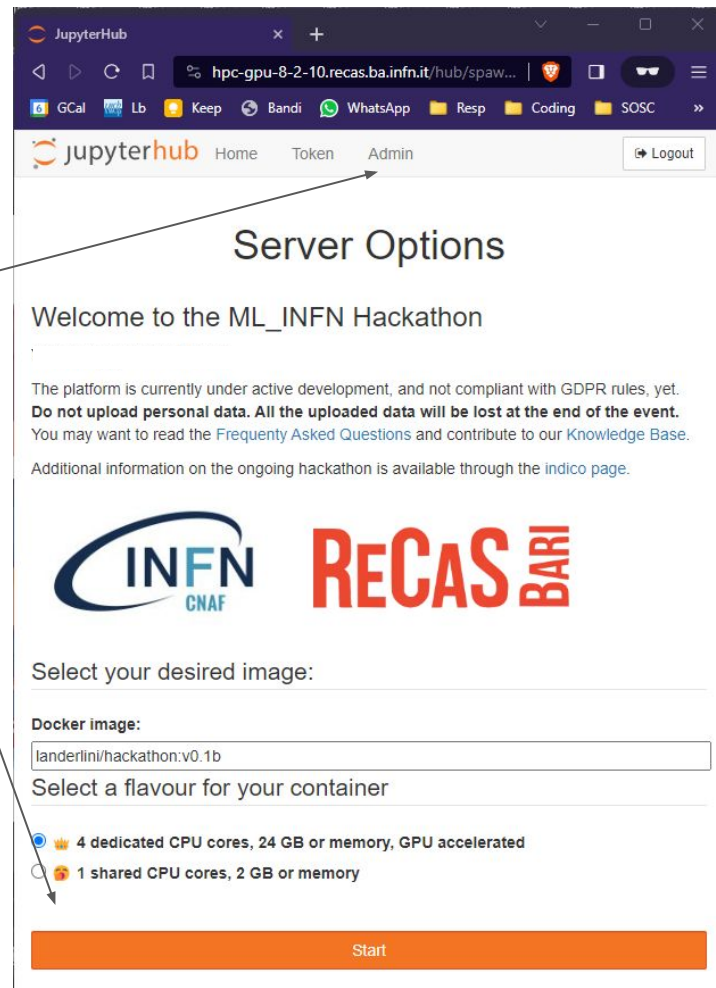 JupyterHub
hpc-gpu-8-2-10.recas.ba.infn.it/hub/spaw...
6 GCal Lb Keep Bandi WhatsApp Resp Coding SOSC »
jupyterhub Home Token Admin Logout
Server Options
Welcome to the ML_INFN Hackathon
The platform is currently under active development, and not compliant with GDPR rules, yet.
Do not upload personal data. All the uploaded data will be lost at the end of the event.
You may want to read the Frequenty Asked Questions and contribute to our Knowledge Base.
Additional information on the ongoing hackathon is available through the indico page.
INFN
CNAF
ReCaS
BARI
Select your desired image:
Docker image:
landerlini/hackathon:v0.1b
Select a flavour for your container
4 dedicated CPU cores, 24 GB or memory, GPU accelerated
1 shared CPU cores, 2 GB or memory
Start